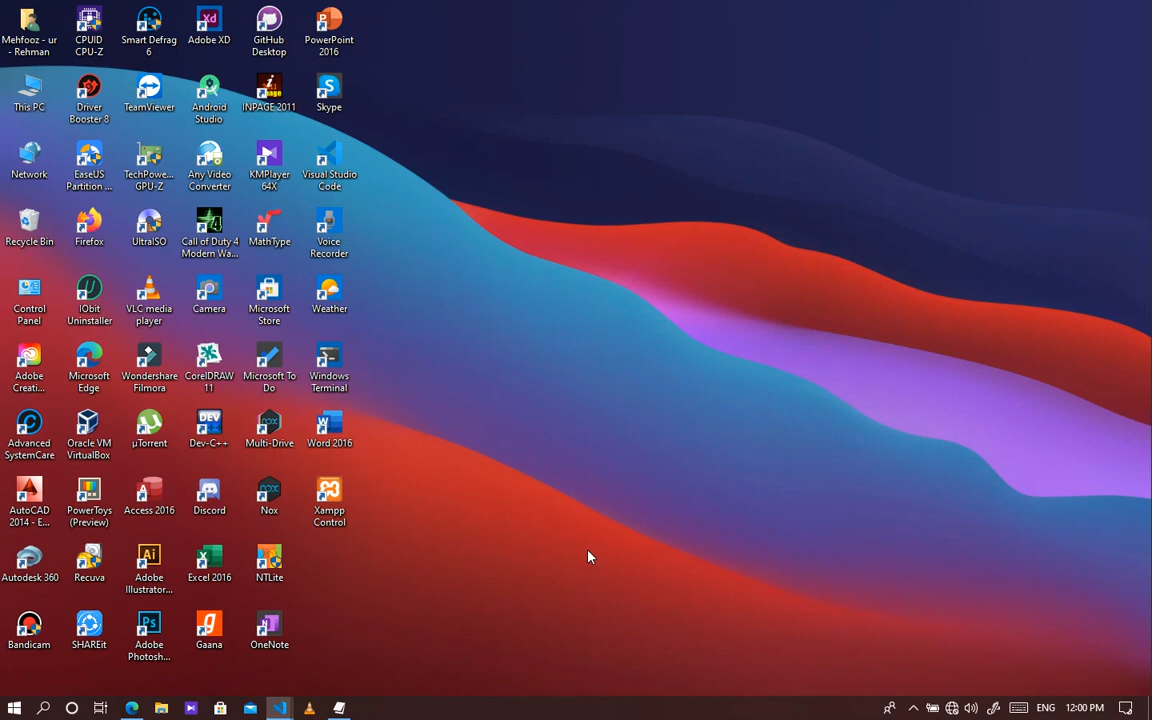 Mehfooz - ur
- Rehman
CPUID
CPU-Z
Smart Defrag
6
Adobe XD
GitHub
Desktop
PowerPoint
2016
This PC
Driver
Booster 8
TeamViewer
Android
Studio
INPAGE 2011
Skype
Network
EaseUS
Partition ...
TechPowe...
GPU-Z
Any Video
Converter
KMPlayer
64X
Visual Studio
Code
Recycle Bin
Firefox
UltraISO
Call of Duty 4
Modern Wa...
MathType
Voice
Recorder
Control
Panel
IObit
Uninstaller
VLC media
player
Camera
Microsoft
Store
Weather
Adobe
Creati...
Microsoft
Edge
Wondershare
Filmora
CorelDRAW
11
Microsoft To
Do
Windows
Terminal
Advanced
SystemCare
Oracle VM
VirtualBox
µTorrent
Dev-C++
Multi-Drive
Word 2016
AutoCAD
2014 - E...
PowerToys
(Preview)
Access 2016
Discord
Nox
Xampp
Control
Autodesk 360
Recuva
Adobe
Illustrator...
Excel 2016
NTLite
Bandicam
SHAREit
Adobe
Photosh...
Gaana
OneNote
ENG
12:00 PM